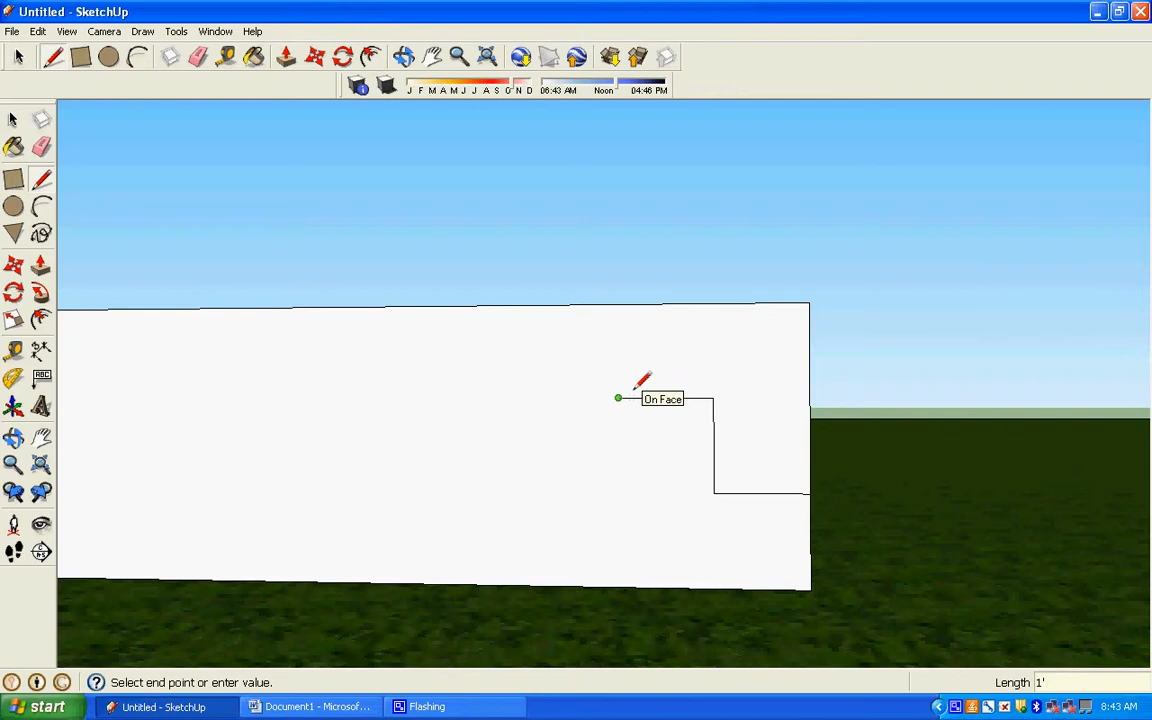 Untitled - SketchUp
File Edit View Camera Draw Tools Window Help
J F M A M J J A S O N D 06:43 AM Noon 04:46 PM
On Face
Select end point or enter value. Length 1'
start Untitled - SketchUp Document1 - Microsof... Flashing 8:43 AM